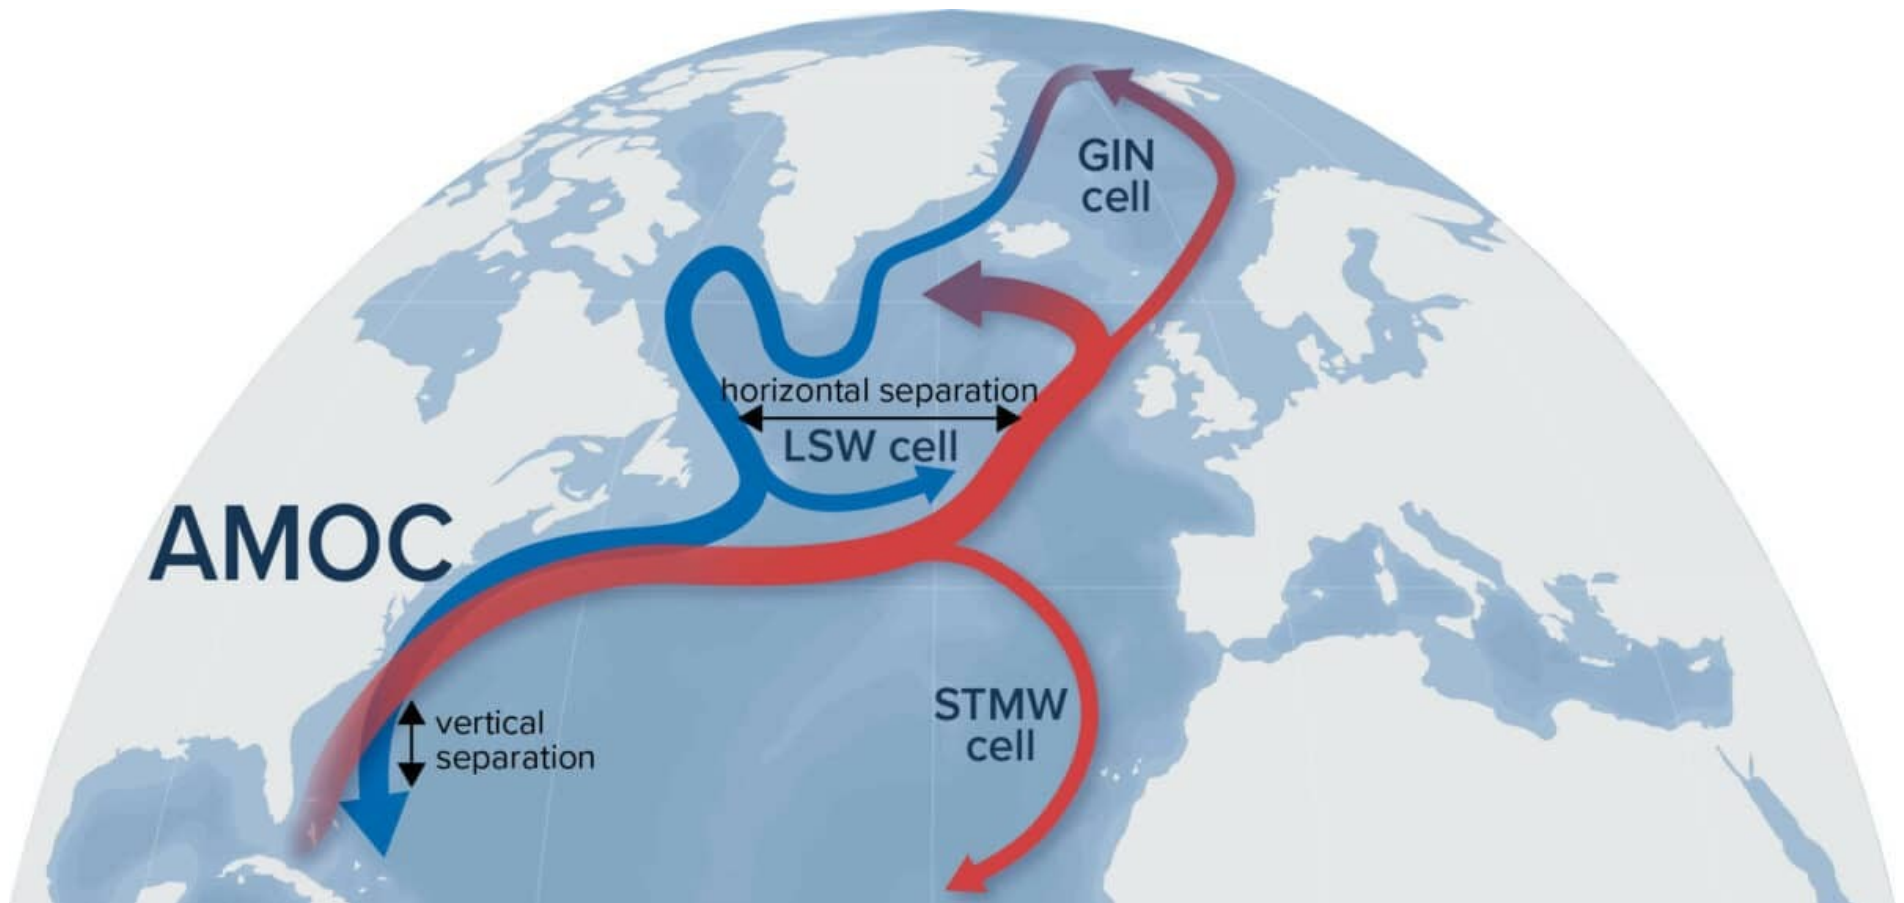 GIN
cell
horizontal separation
LSW cell
AMOC
STMW
cell
vertical
separation